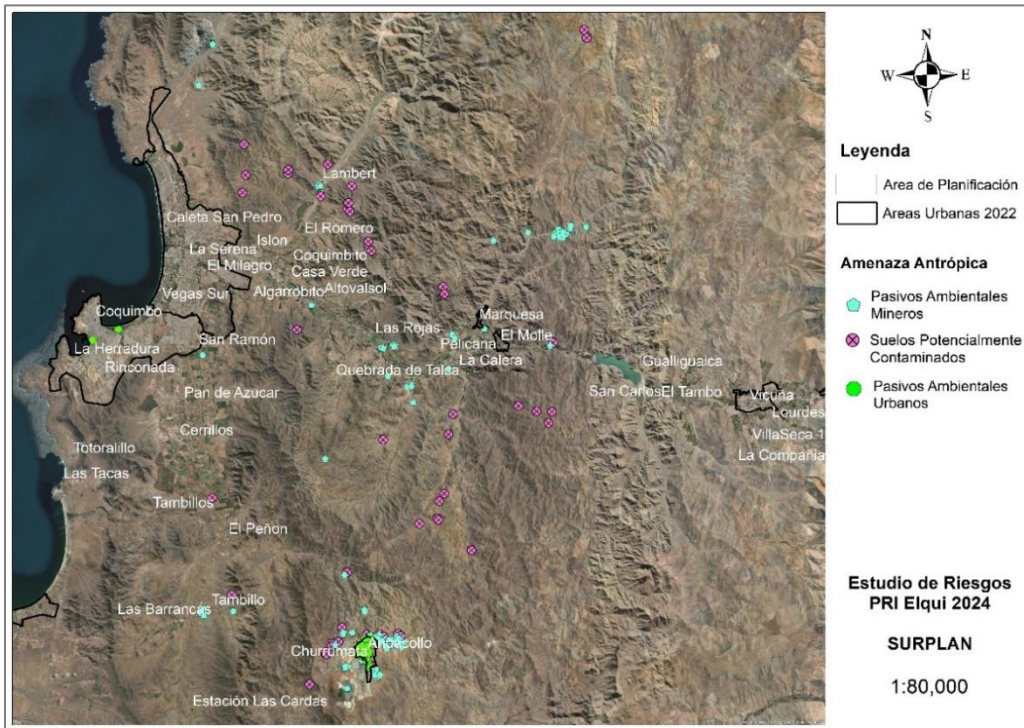 Lambert
Caleta San Pedro
El Romero
Islon
La Serena
Coquimbito
El Milagro
Casa Verde
Algarrobito
Altovalsol
Vegas Sur
Coquimbo
Marquesa
Las Rojas
El Molle
San Ramón
Pelicana
La Herradura
La Calera
Gualliguaica
Rinconada
Quebrada de Talca
Pan de Azucar
San Carlos
El Tambo
Vicuña
Lourdes
Cerrillos
VillaSeca 1
Totoralillo
La Compañia
Las Tacas
Tambillos
El Peñon
Tambillo
Las Barrancas
Andacollo
Churrumata
Estación Las Cardas
N
W
E
S
Leyenda
Area de Planificación
Areas Urbanas 2022
Amenaza Antrópica
Pasivos Ambientales
Mineros
Suelos Potencialmente
Contaminados
Pasivos Ambientales
Urbanos
Estudio de Riesgos
PRI Elqui 2024
SURPLAN
1:80,000